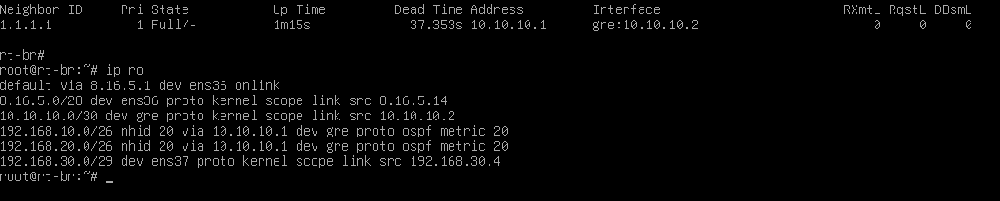 Neighbor ID     Pri State           Up Time         Dead Time Address         Interface                        RXmtL RqstL DBsmL
1.1.1.1           1 Full/-          1m15s             37.353s 10.10.10.1      gre:10.10.10.2                       0     0     0
rt-br#
root@rt-br:~# ip ro
default via 8.16.5.1 dev ens36 onlink
8.16.5.0/28 dev ens36 proto kernel scope link src 8.16.5.14
10.10.10.0/30 dev gre proto kernel scope link src 10.10.10.2
192.168.10.0/26 nhid 20 via 10.10.10.1 dev gre proto ospf metric 20
192.168.20.0/26 nhid 20 via 10.10.10.1 dev gre proto ospf metric 20
192.168.30.0/29 dev ens37 proto kernel scope link src 192.168.30.4
root@rt-br:~# _